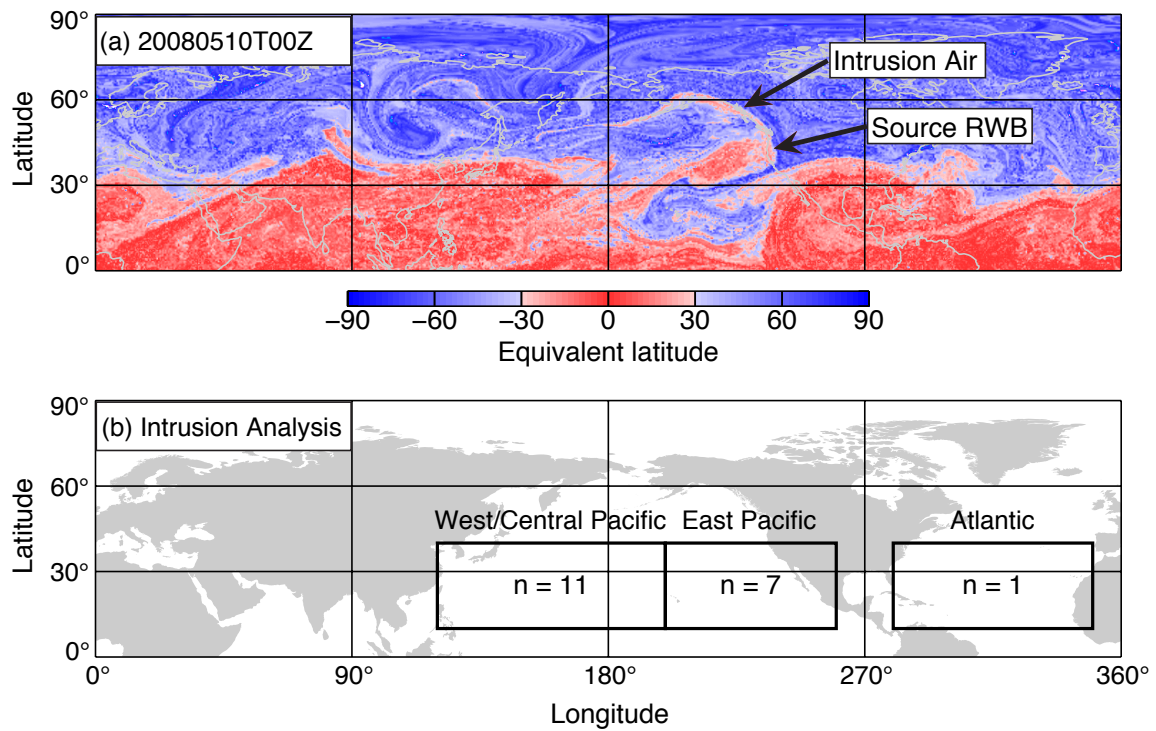 90°
(a) 20080510T00Z
Intrusion Air
60°
Source RWB
Latitude
30°
0°
−90 −60 −30 0 30 60 90
Equivalent latitude
90°
(b) Intrusion Analysis
60°
West/Central Pacific East Pacific Atlantic
Latitude
30°
n = 11 n = 7 n = 1
0°
0° 90° 180° 270° 360°
Longitude